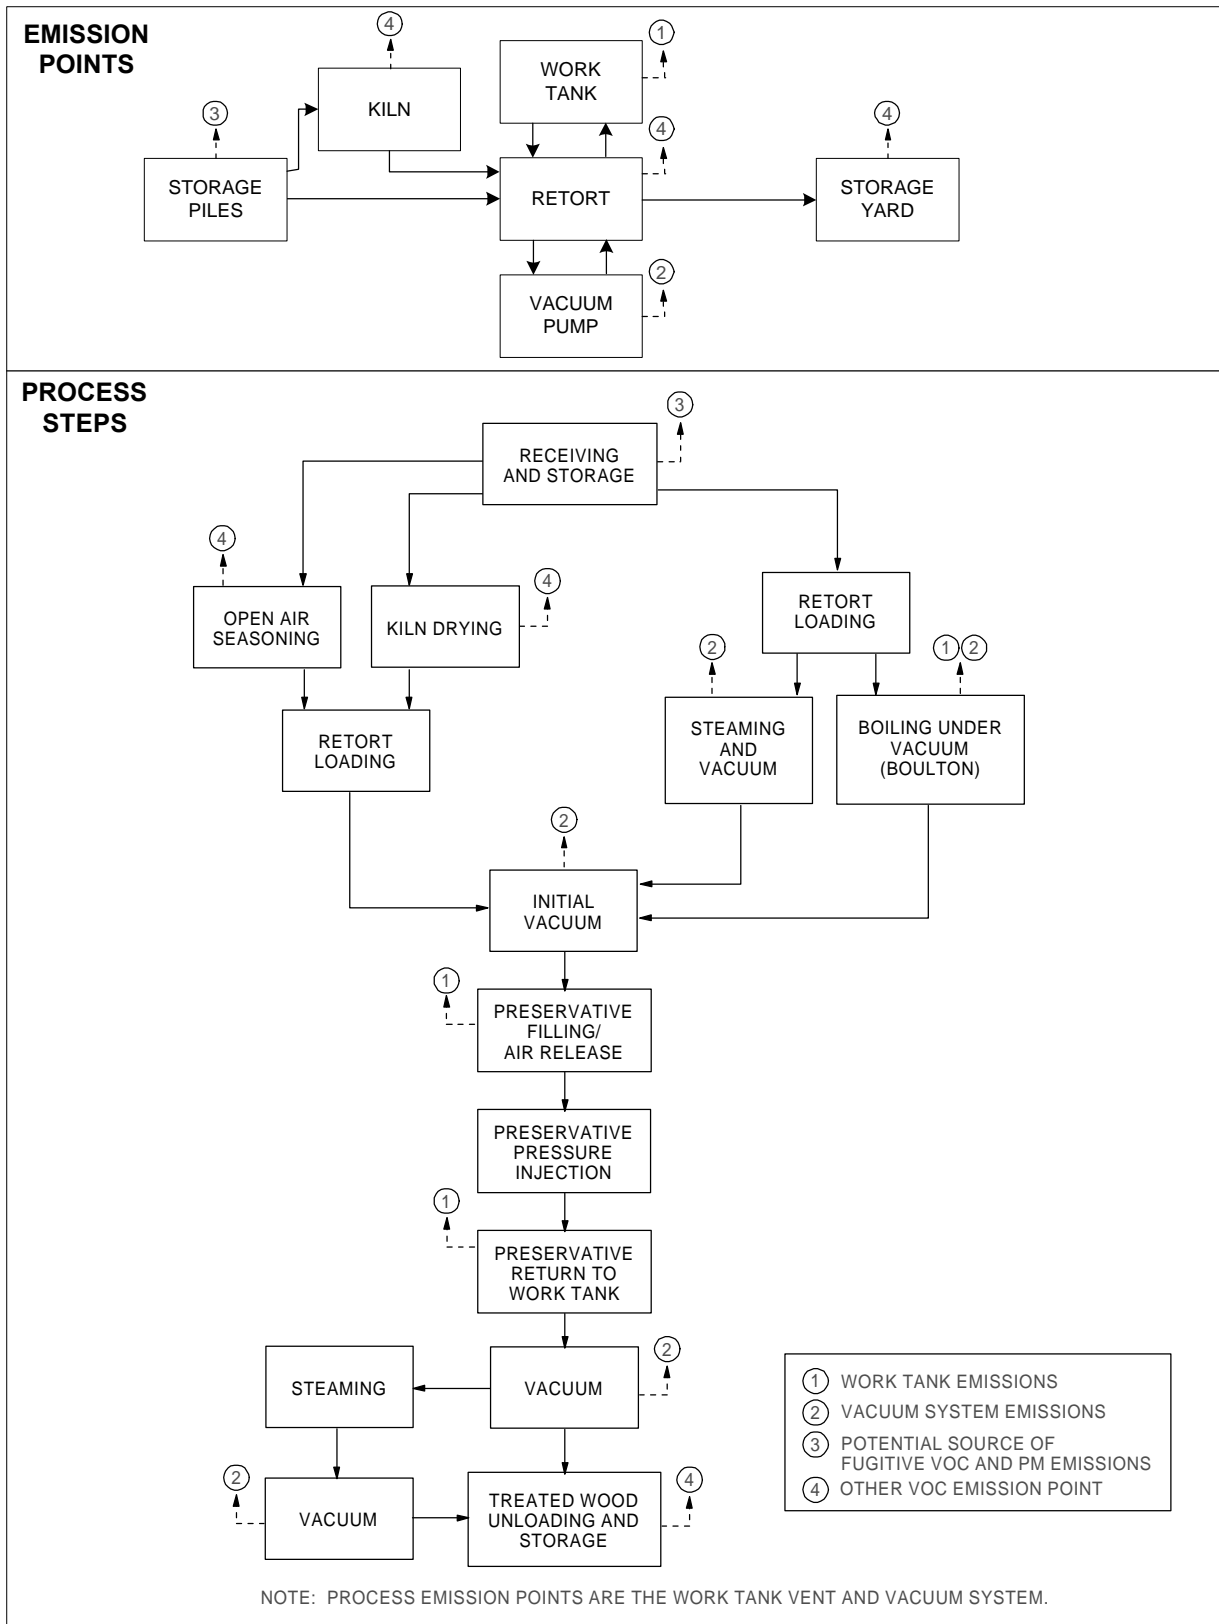 EMISSION
POINTS
4
1
WORK
TANK
KILN
3
4
4
STORAGE
PILES
RETORT
STORAGE
YARD
2
VACUUM
PUMP
PROCESS
STEPS
3
RECEIVING
AND STORAGE
4
4
OPEN AIR
SEASONING
KILN DRYING
RETORT
LOADING
2
1 2
RETORT
LOADING
STEAMING
AND
VACUUM
BOILING UNDER
VACUUM
(BOULTON)
2
INITIAL
VACUUM
1
PRESERVATIVE
FILLING/
AIR RELEASE
PRESERVATIVE
PRESSURE
INJECTION
1
PRESERVATIVE
RETURN TO
WORK TANK
2
STEAMING
VACUUM
2
4
VACUUM
TREATED WOOD
UNLOADING AND
STORAGE
1 WORK TANK EMISSIONS
2 VACUUM SYSTEM EMISSIONS
3 POTENTIAL SOURCE OF
FUGITIVE VOC AND PM EMISSIONS
4 OTHER VOC EMISSION POINT
NOTE: PROCESS EMISSION POINTS ARE THE WORK TANK VENT AND VACUUM SYSTEM.